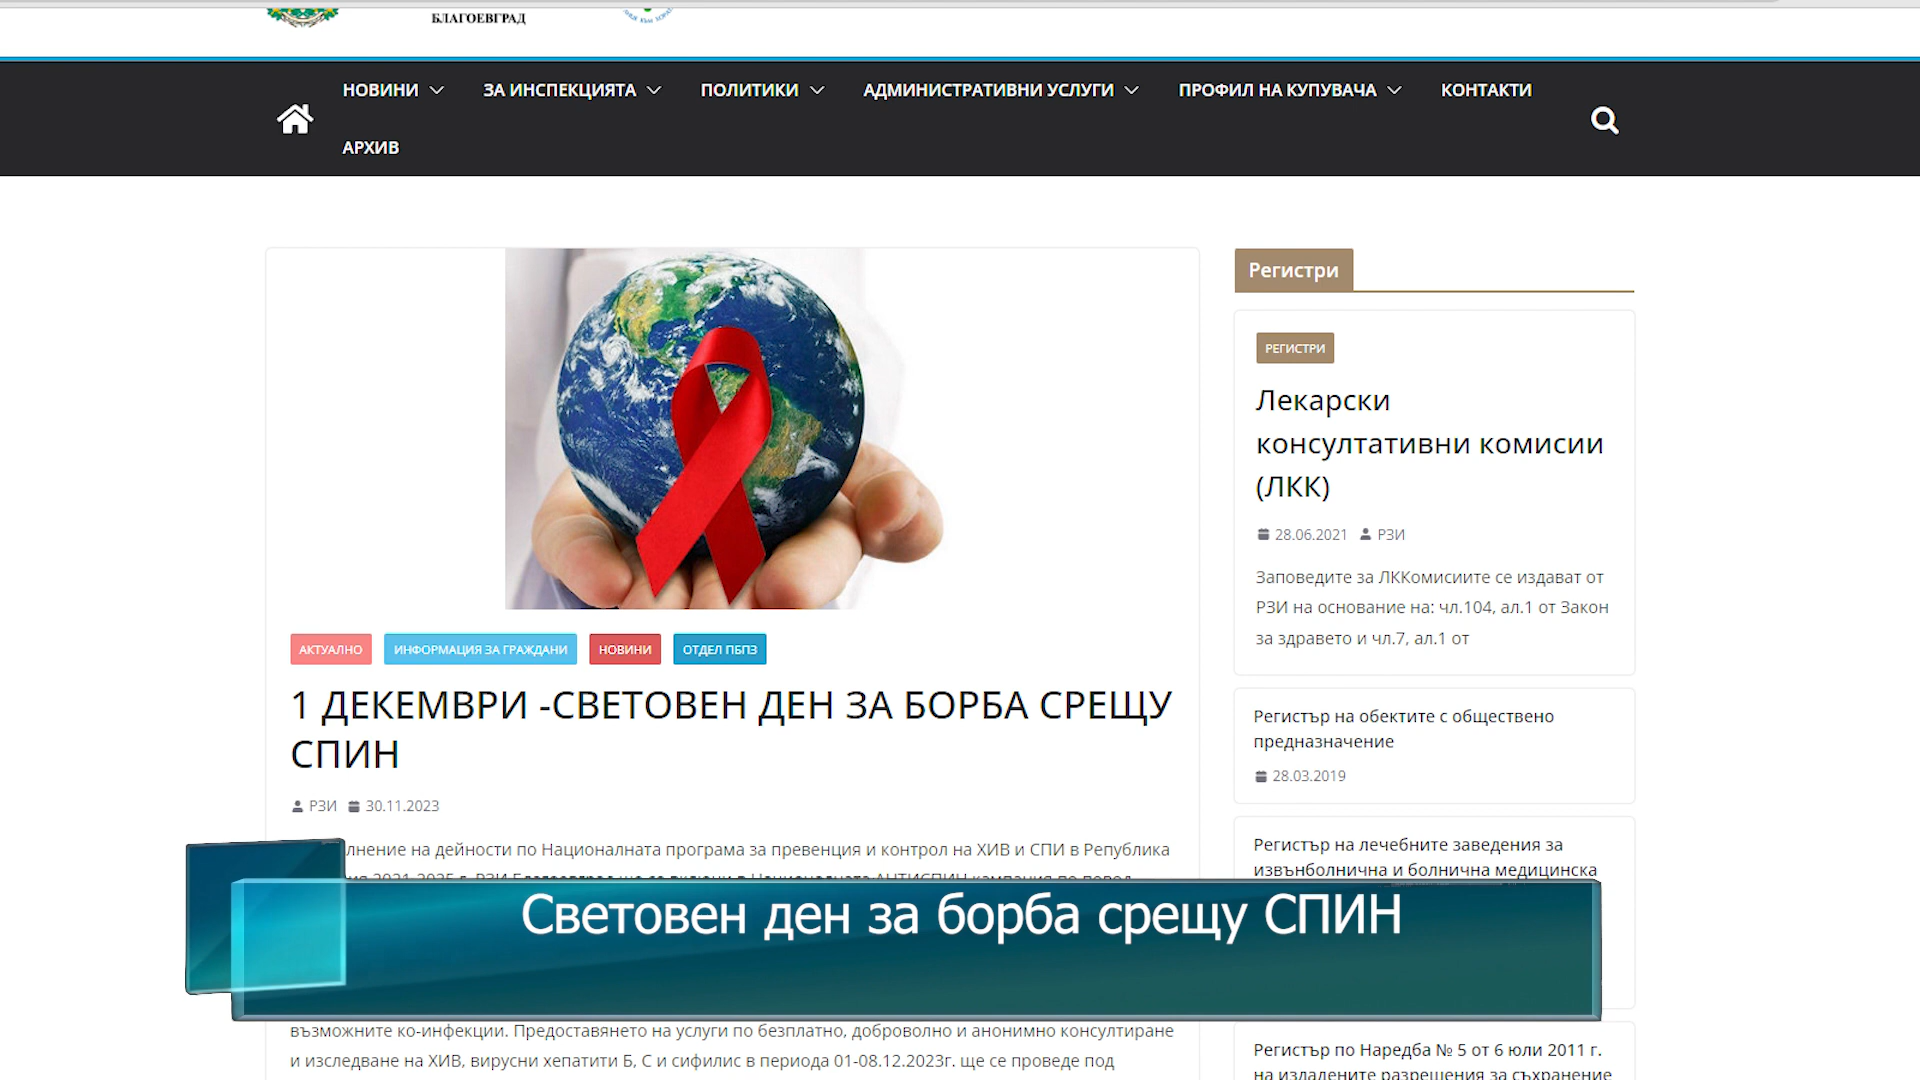 БЛАГОЕВГРАД
НОВИНИ
ЗА ИНСПЕКЦИЯТА
ПОЛИТИКИ
АДМИНИСТРАТИВНИ УСЛУГИ
ПРОФИЛ НА КУПУВАЧА
КОНТАКТИ
АРХИВ
АКТУАЛНО
ИНФОРМАЦИЯ ЗА ГРАЖДАНИ
НОВИНИ
ОТДЕЛ ПБПЗ
1 ДЕКЕМВРИ -СВЕТОВЕН ДЕН ЗА БОРБА СРЕЩУ
СПИН
РЗИ 30.11.2023
на дейности по Националната програма за превенция и контрол на ХИВ и СПИ в Република
Световен ден за борба срещу СПИН
възможните ко-инфекции. Предоставянето на услуги по безплатно, доброволно и анонимно консултиране
и изследване на ХИВ, вирусни хепатити Б, С и сифилис в периода 01-08.12.2023г. ще се проведе под
Регистри
РЕГИСТРИ
Лекарски
консултативни комисии
(ЛКК)
28.06.2021 РЗИ
Заповедите за ЛККомисиите се издават от
РЗИ на основание на: чл.104, ал.1 от Закон
за здравето и чл.7, ал.1 от
Регистър на обектите с обществено
предназначение
28.03.2019
Регистър на лечебните заведения за
извънболнична и болнична медицинска
Регистър по Наредба № 5 от 6 юли 2011 г.
на издадените разрешения за съхранение